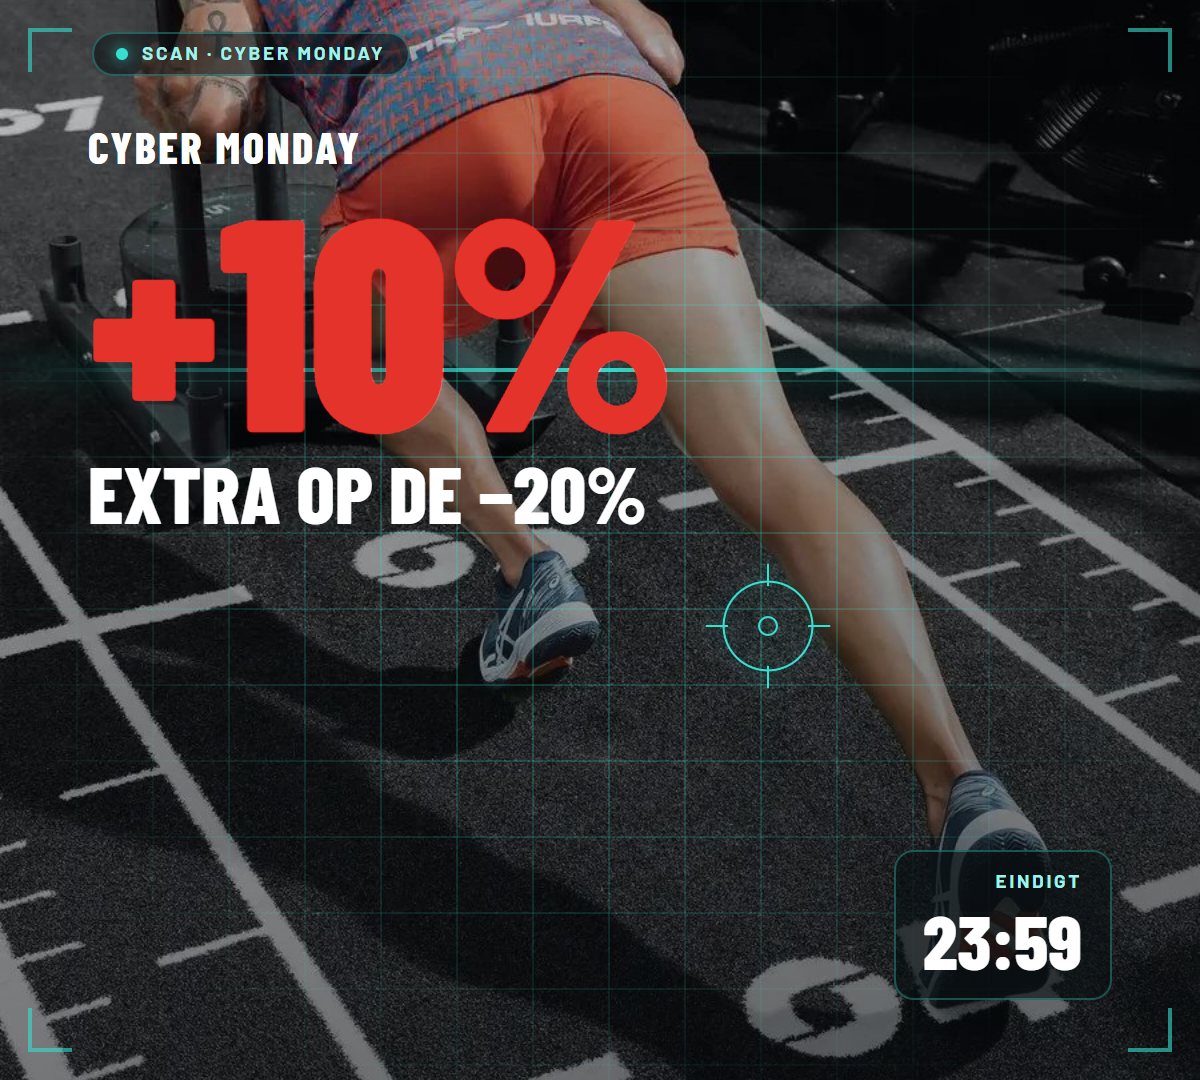 SCAN · CYBER MONDAY
CYBER MONDAY
+10%
EXTRA OP DE –20%
EINDIGT
23:59